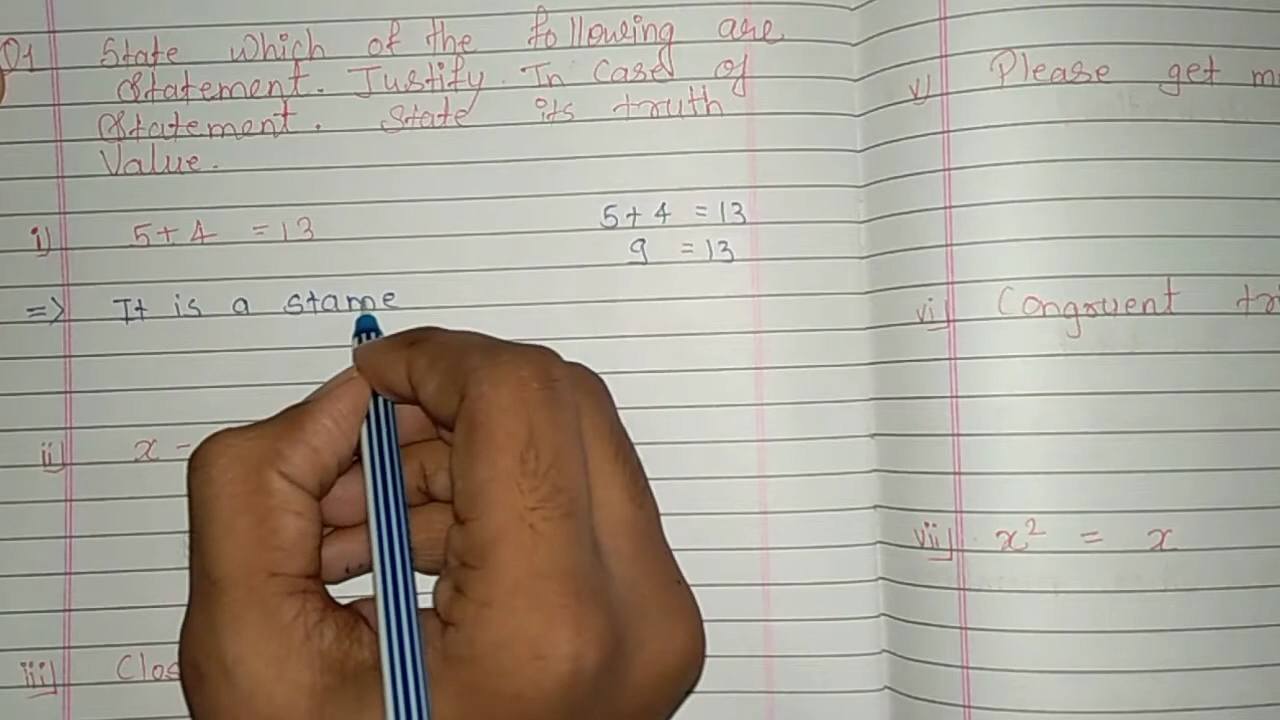 Q1 State which of the following are
statement. Justify. In case of
statement. State its truth
Value.
i) 5+4 =13
5+4 =13
9 =13
=> It is a stame
ii) x -
iii)
v) Please get
vi) Congruent
vii) x² = x